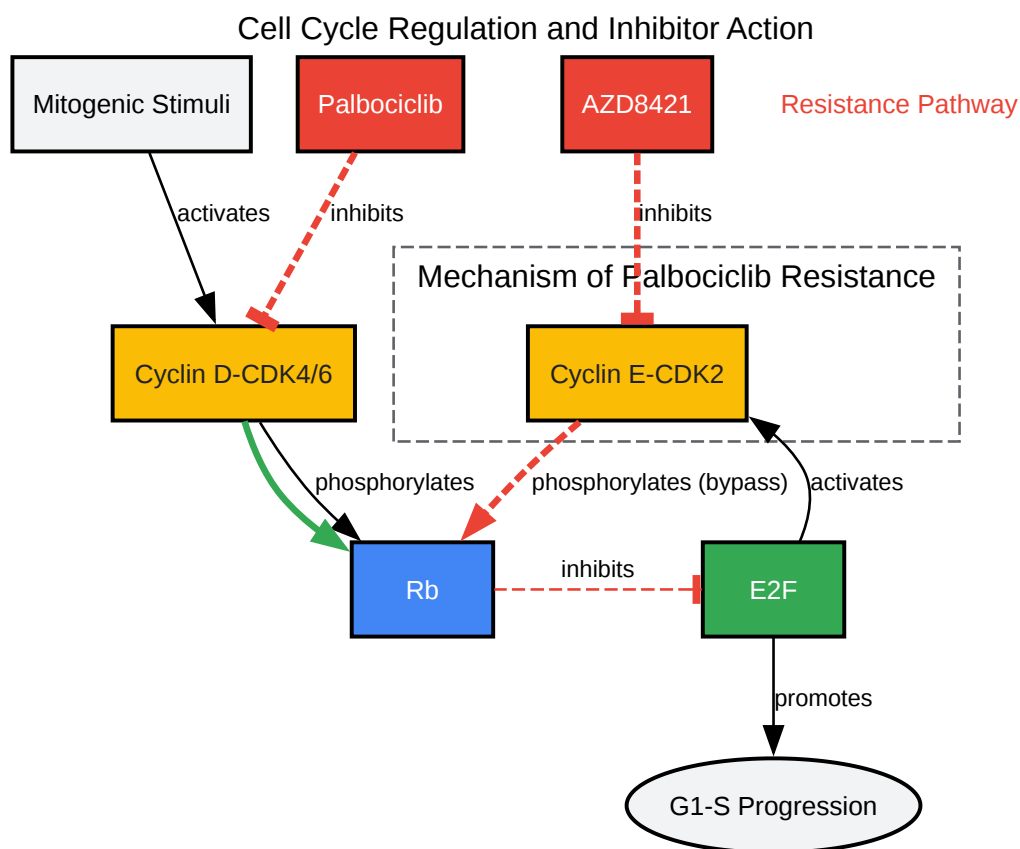 Cell Cycle Regulation and Inhibitor Action
Mitogenic Stimuli
Palbociclib
AZD8421
Resistance Pathway
activates
inhibits
inhibits
Mechanism of Palbociclib Resistance
Cyclin D-CDK4/6
Cyclin E-CDK2
phosphorylates
phosphorylates (bypass)
activates
Rb
inhibits
E2F
promotes
G1-S Progression